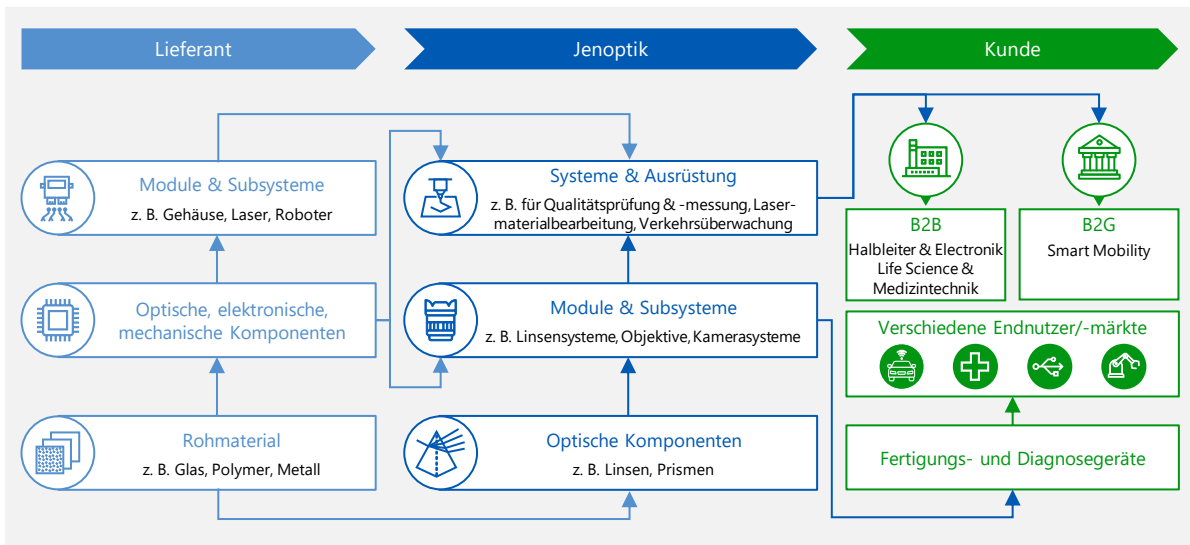 Lieferant
Jenoptik
Kunde
Module & Subsysteme
z. B. Gehäuse, Laser, Roboter
Optische, elektronische,
mechanische Komponenten
Rohmaterial
z. B. Glas, Polymer, Metall
Systeme & Ausrüstung
z. B. für Qualitätsprüfung & -messung, Laser-
materialbearbeitung, Verkehrsüberwachung
Module & Subsysteme
z. B. Linsensysteme, Objektive, Kamerasysteme
Optische Komponenten
z. B. Linsen, Prismen
B2B
Halbleiter & Electronik
Life Science &
Medizintechnik
B2G
Smart Mobility
Verschiedene Endnutzer/-märkte
Fertigungs- und Diagnosegeräte